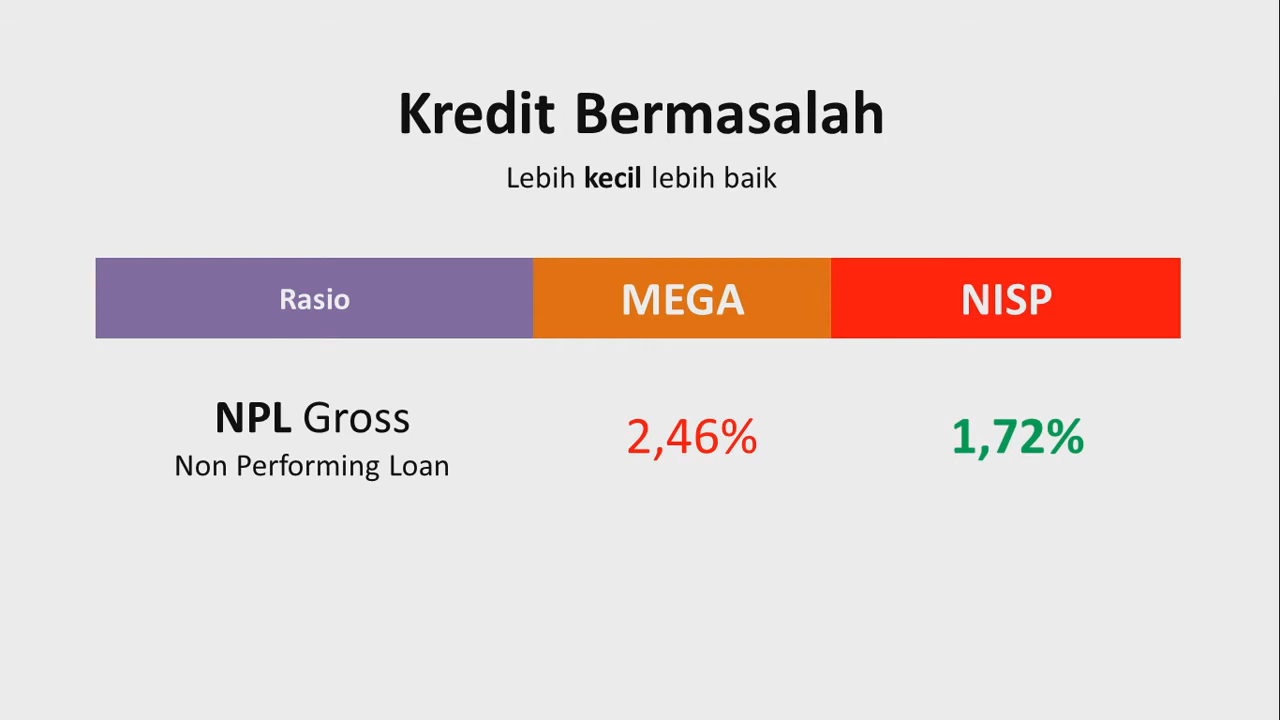 Kredit Bermasalah
Lebih kecil lebih baik
Rasio MEGA NISP
NPL Gross
Non Performing Loan
2,46% 1,72%